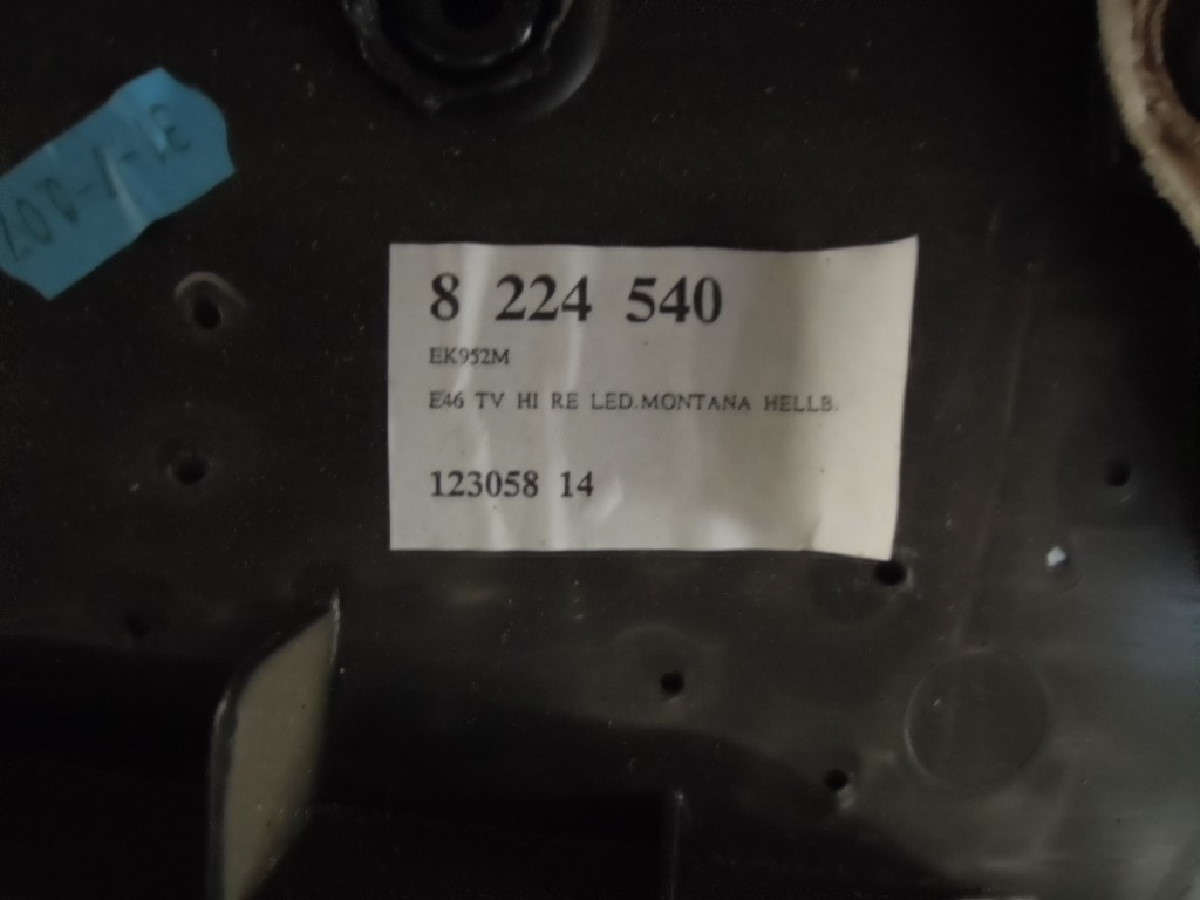 8 224 540
EK952M
E46 TV HI RE LED.MONTANA HELLB.
123058 14